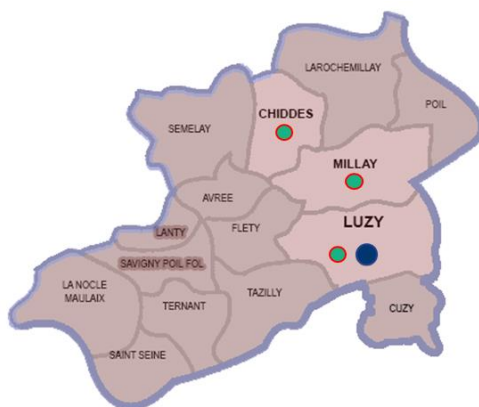 LAROCHEMILLAY
POIL
CHIDDES
SEMELAY
MILLAY
AVREE
LUZY
FLETY
LANTY
SAVIGNY POIL FOL
LA NOCLE
MAULAIX
TERNANT
TAZILLY
CUZY
SAINT SEINE